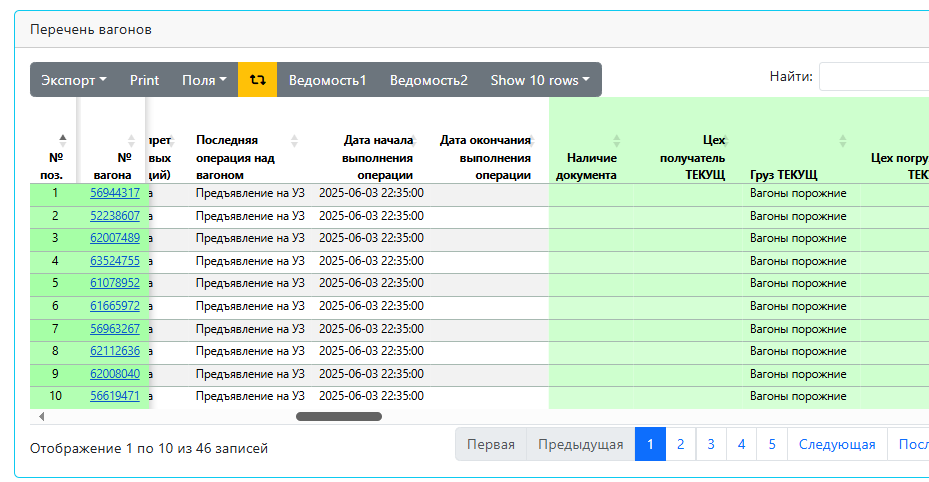 Перечень вагонов
Экспорт Print Поля Ведомость1 Ведомость2 Show 10 rows Найти:
Последняя Дата начала Дата окончания Цех
№ № операция над выполнения выполнения Наличие получатель
поз. вагона вагоном операции операции документа ТЕКУЩ Груз ТЕКУЩ Цех
1 56944317 Предъявление на УЗ 2025-06-03 22:35:00 Вагоны порожние
2 52238607 Предъявление на УЗ 2025-06-03 22:35:00 Вагоны порожние
3 62007489 Предъявление на УЗ 2025-06-03 22:35:00 Вагоны порожние
4 63524755 Предъявление на УЗ 2025-06-03 22:35:00 Вагоны порожние
5 61078952 Предъявление на УЗ 2025-06-03 22:35:00 Вагоны порожние
6 61665972 Предъявление на УЗ 2025-06-03 22:35:00 Вагоны порожние
7 56963267 Предъявление на УЗ 2025-06-03 22:35:00 Вагоны порожние
8 62112636 Предъявление на УЗ 2025-06-03 22:35:00 Вагоны порожние
9 62008040 Предъявление на УЗ 2025-06-03 22:35:00 Вагоны порожние
10 56619471 Предъявление на УЗ 2025-06-03 22:35:00 Вагоны порожние
Отображение 1 по 10 из 46 записей Первая Предыдущая 1 2 3 4 5 Следующая